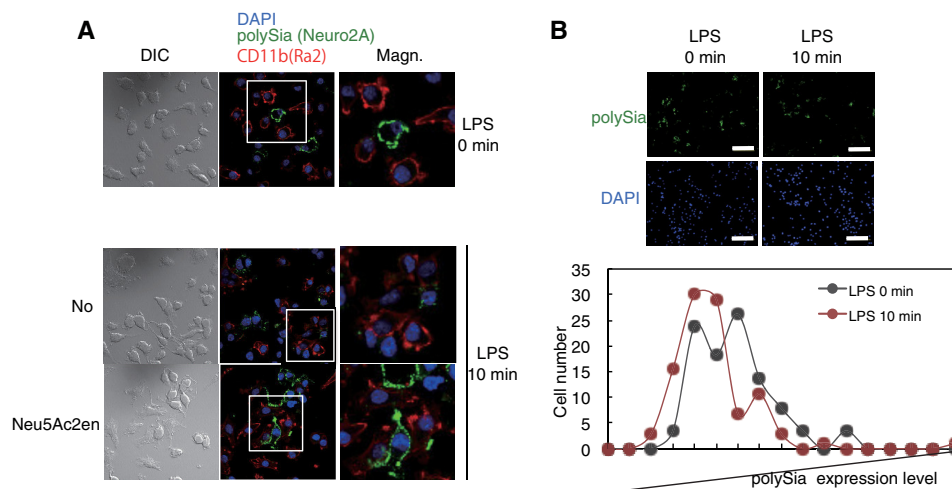 A
DAPI
polySia (Neuro2A)
CD11b(Ra2)
DIC
Magn.
LPS
0 min
No
Neu5Ac2en
LPS
10 min
B
LPS
0 min
LPS
10 min
polySia
DAPI
35
30
25
20
15
10
5
0
Cell number
LPS 0 min
LPS 10 min
polySia expression level